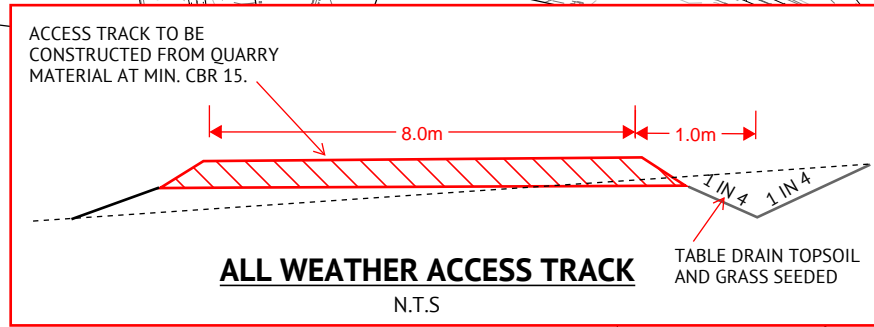 ACCESS TRACK TO BE
CONSTRUCTED FROM QUARRY
MATERIAL AT MIN. CBR 15.
8.0m
1.0m
1 IN 4
1 IN 4
TABLE DRAIN TOPSOIL
AND GRASS SEEDED
ALL WEATHER ACCESS TRACK
N.T.S